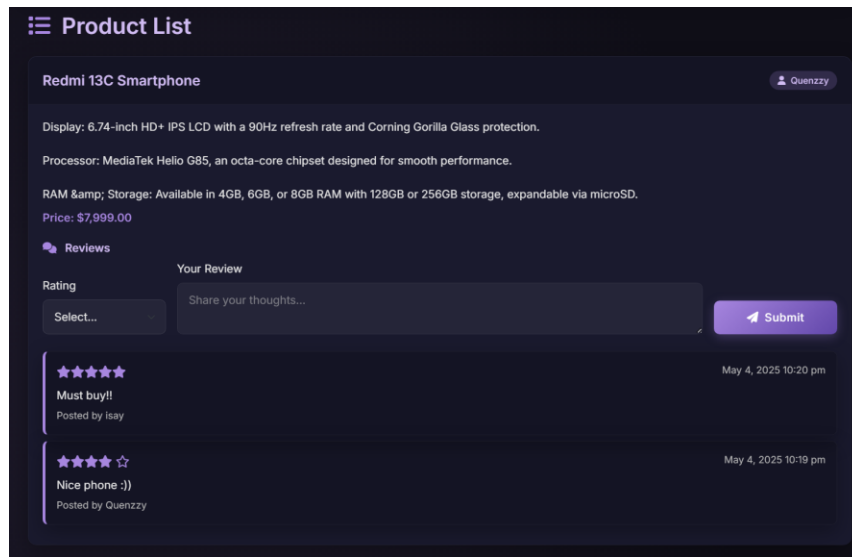 Product List
Redmi 13C Smartphone
Quenzzy
Display: 6.74-inch HD+ IPS LCD with a 90Hz refresh rate and Corning Gorilla Glass protection.
Processor: MediaTek Helio G85, an octa-core chipset designed for smooth performance.
RAM &amp; Storage: Available in 4GB, 6GB, or 8GB RAM with 128GB or 256GB storage, expandable via microSD.
Price: $7,999.00
Reviews
Rating
Your Review
Select...
Share your thoughts...
Submit
May 4, 2025 10:20 pm
Must buy!!
Posted by isay
May 4, 2025 10:19 pm
Nice phone :))
Posted by Quenzzy